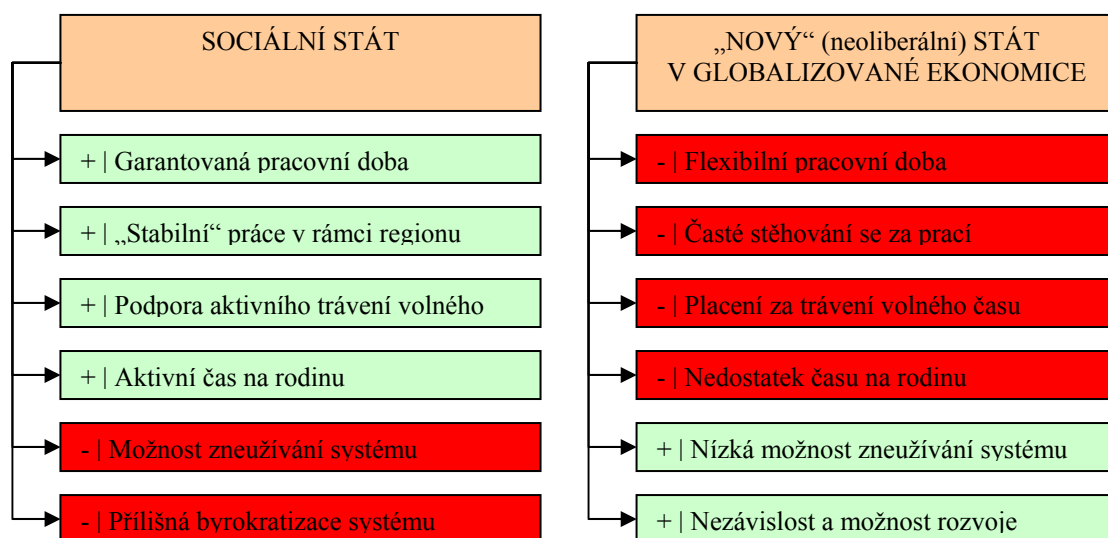 SOCIÁLNÍ STÁT
+ | Garantovaná pracovní doba
+ | „Stabilní“ práce v rámci regionu
+ | Podpora aktivního trávení volného
+ | Aktivní čas na rodinu
- | Možnost zneužívání systému
- | Přílišná byrokratizace systému
„NOVÝ“ (neoliberální) STÁT
V GLOBALIZOVANÉ EKONOMICE
- | Flexibilní pracovní doba
- | Časté stěhování se za prací
- | Placení za trávení volného času
- | Nedostatek času na rodinu
+ | Nízká možnost zneužívání systému
+ | Nezávislost a možnost rozvoje